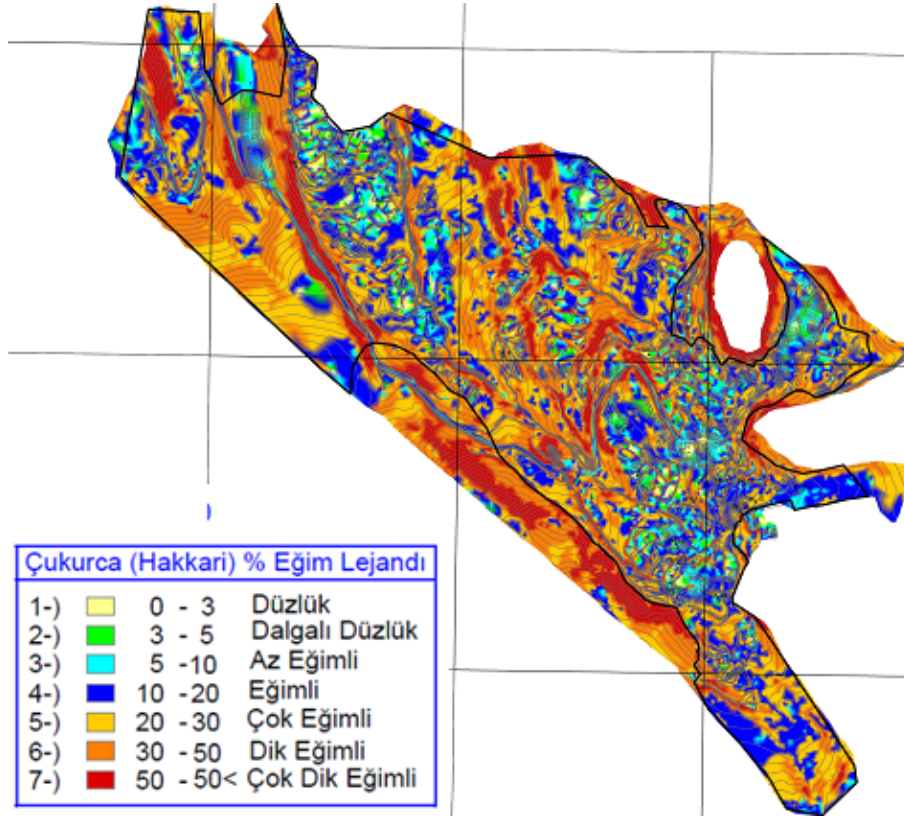 Çukurca (Hakkari) % Eğim Lejandı
1-) 0 - 3 Düzlük
2-) 3 - 5 Dalgalı Düzlük
3-) 5 -10 Az Eğimli
4-) 10 -20 Eğimli
5-) 20 -30 Çok Eğimli
6-) 30 -50 Dik Eğimli
7-) 50 -50< Çok Dik Eğimli